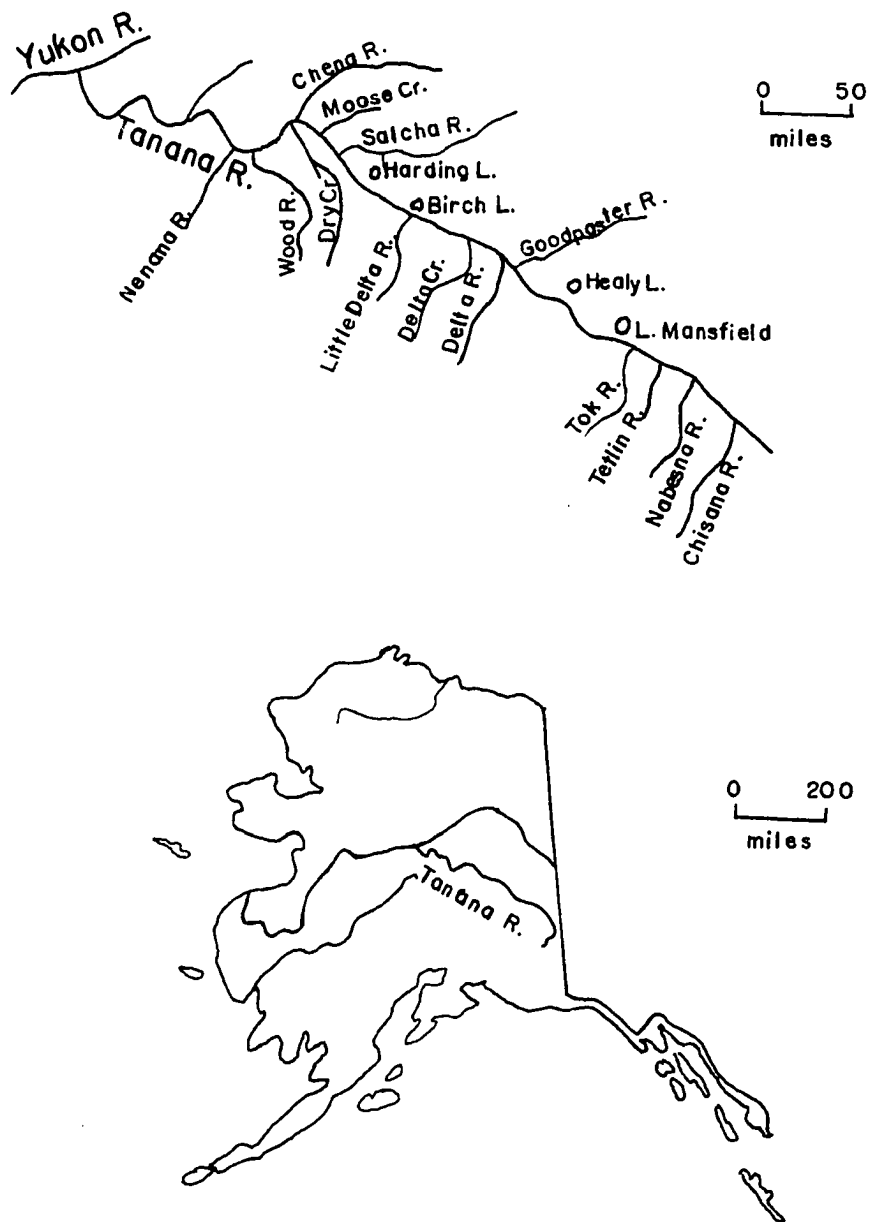 Yukon R.
Chena R.
Moose Cr.
Salcha R.
Harding L.
Birch L.
Tanana R.
Nenana R.
Wood R.
Dry Cr.
Little Delta R.
Delta Cr.
Delta R.
Goodpaster R.
Healy L.
L. Mansfield
Tok R.
Tetlin R.
Nabesna R.
Chisana R.
0 50
miles
0 200
miles
Tanana R.